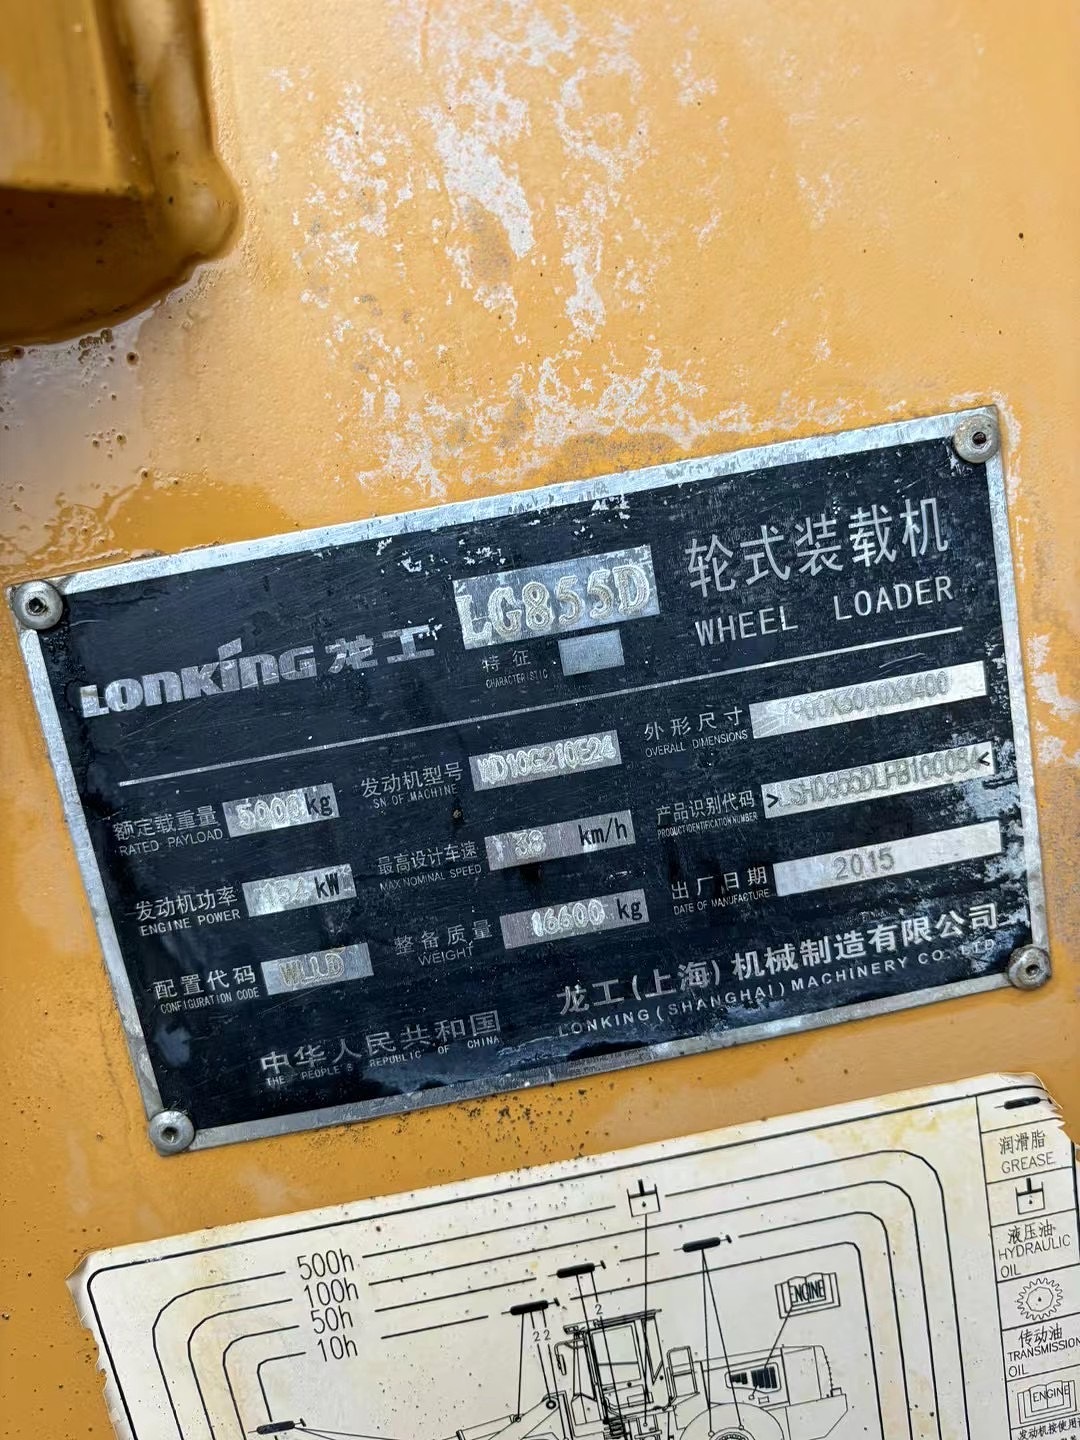 LONKING 龙工 LG855D 轮式装载机
WHEEL LOADER
特征
CHARACTERISTIC
额定载重量 5000kg
RATED PAYLOAD
发动机型号
SN OF MACHINE
外形尺寸
OVERALL DIMENSIONS
发动机功率 kW
ENGINE POWER
最高设计车速 38 km/h
MAX NOMINAL SPEED
产品识别代码
PRODUCT IDENTIFICATION NUMBER
配置代码
CONFIGURATION CODE
整备质量 16600 kg
WEIGHT
出厂日期 2015
DATE OF MANUFACTURE
中华人民共和国
THE PEOPLE'S REPUBLIC OF CHINA
龙工(上海)机械制造有限公司
LONKING(SHANGHAI)MACHINERY CO.,LTD
500h
100h
50h
10h
2
2 2
ENGINE
润滑脂
GREASE
液压油
HYDRAULIC
OIL
传动油
TRANSMISSION
OIL
ENGINE